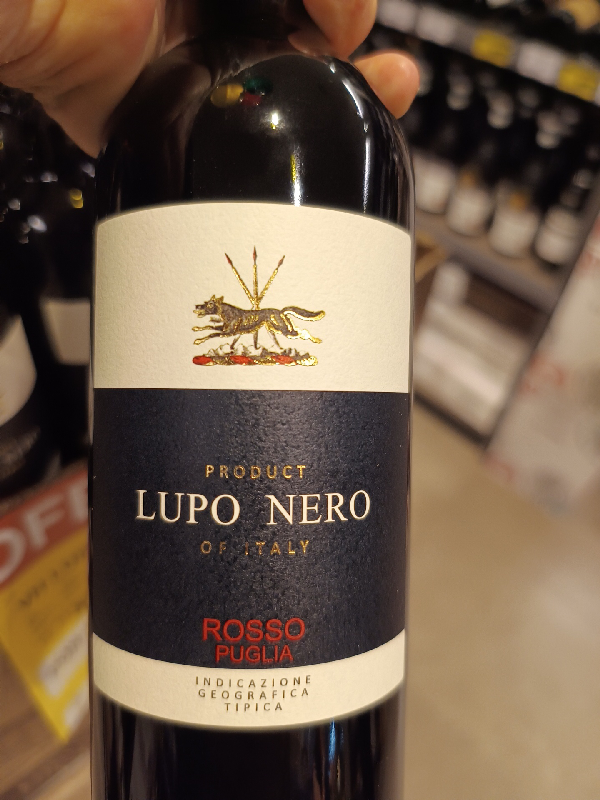 PRODUCT
LUPO NERO
OF ITALY
ROSSO
PUGLIA
INDICAZIONE
GEOGRAFICA
TIPICA